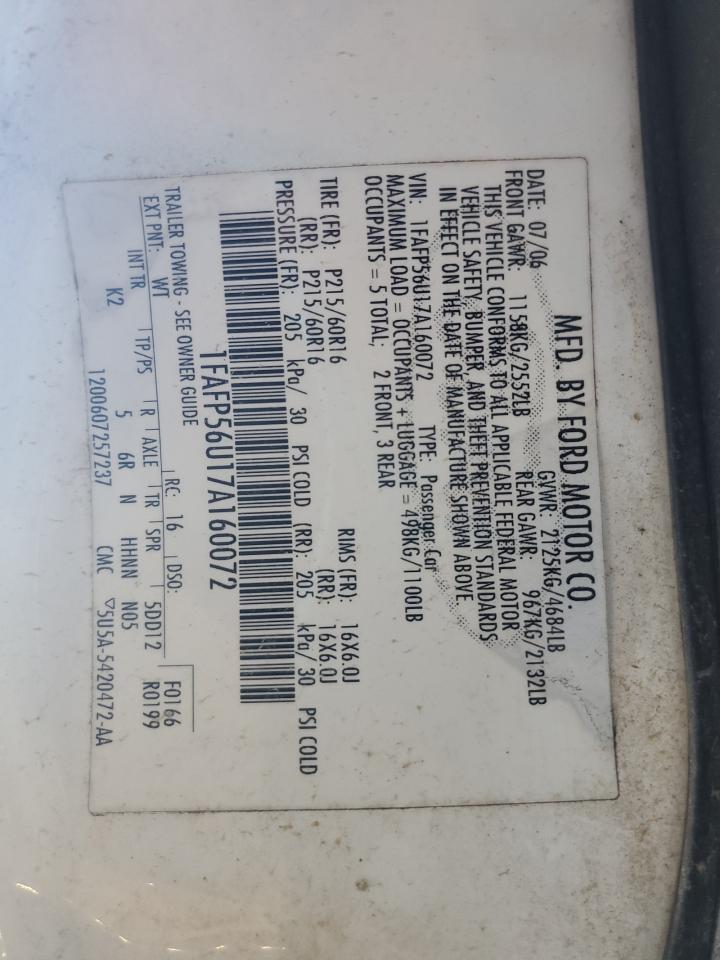 MFD. BY FORD MOTOR CO.
DATE: 07/06 GVWR: 2125KG/4684LB
FRONT GAWR: 1158KG/2552LB REAR GAWR: 967KG/2132LB
THIS VEHICLE CONFORMS TO ALL APPLICABLE FEDERAL MOTOR
VEHICLE SAFETY, BUMPER, AND THEFT PREVENTION STANDARDS
IN EFFECT ON THE DATE OF MANUFACTURE SHOWN ABOVE.
VIN: 1FAFP56U17A160072 TYPE: Passenger Car
MAXIMUM LOAD = OCCUPANTS + LUGGAGE = 498KG/1100LB
OCCUPANTS = 5 TOTAL; 2 FRONT, 3 REAR
TIRE (FR): P215/60R16 RIMS (FR): 16X6.0J
(RR): P215/60R16 (RR): 16X6.0J
PRESSURE (FR): 205 kPa/ 30 PSI COLD (RR): 205 kPa/ 30 PSI COLD
1FAFP56U17A160072
TRAILER TOWING - SEE OWNER GUIDE
EXT PNT: WT RC: 16 DSO: F0166
R0199
INT TR TP/PS R AXLE TR SPR 5DD12
K2 5 6R N HHNN N05
1200607257237 CMC ▽5U5A-5420472-AA